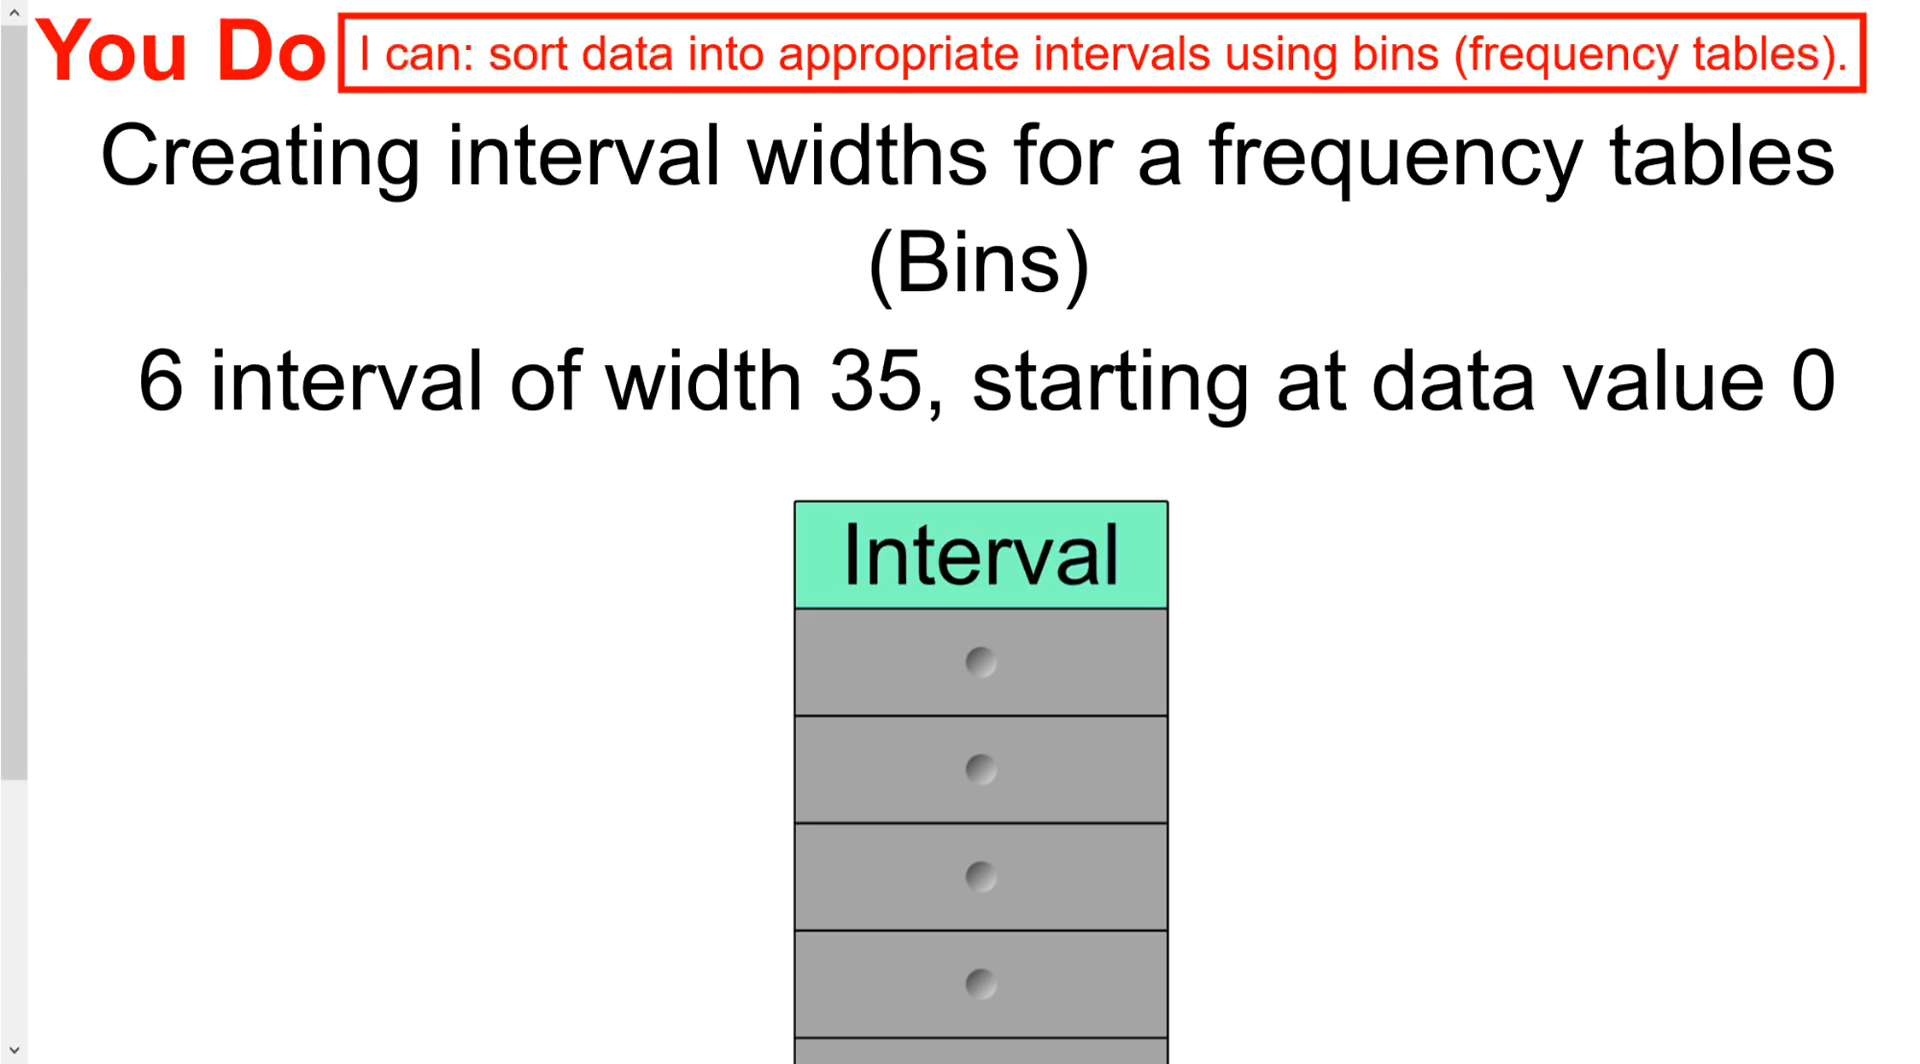 You Do
I can: sort data into appropriate intervals using bins (frequency tables).
Creating interval widths for a frequency tables
(Bins)
6 interval of width 35, starting at data value 0
Interval